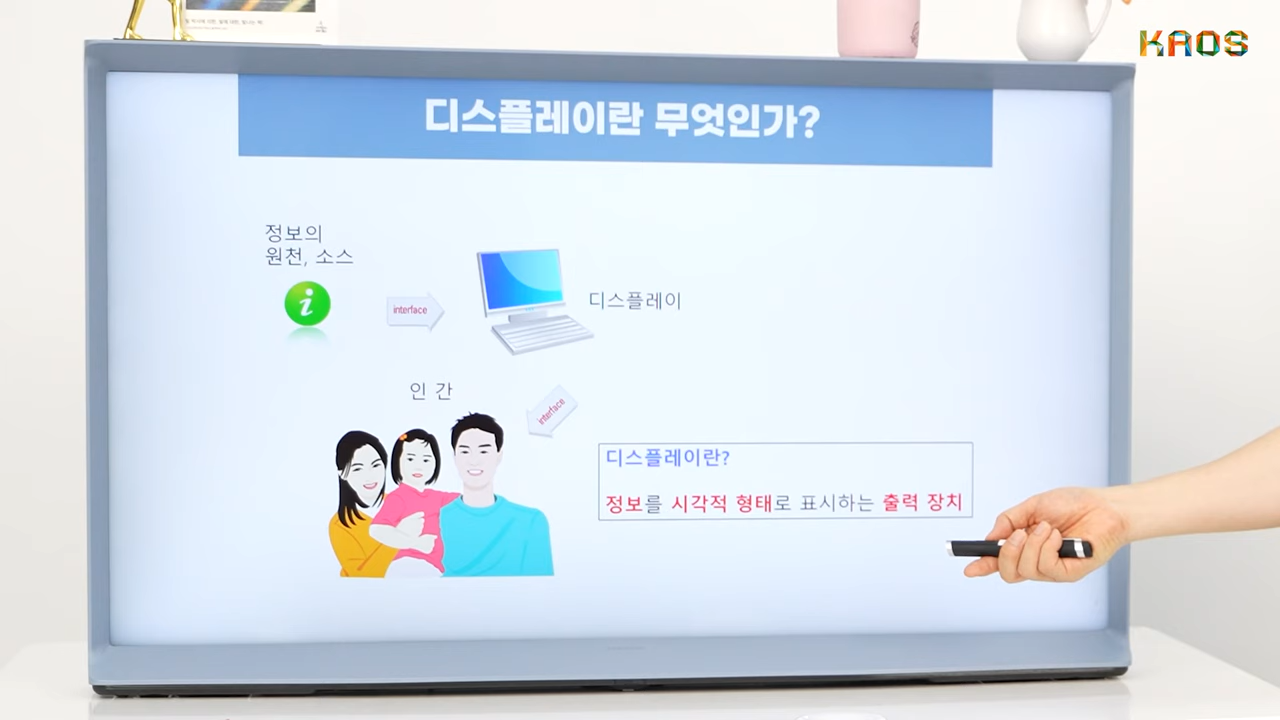 KAOS
디스플레이란 무엇인가?
정보의
원천, 소스
interface
디스플레이
인 간
interface
디스플레이란?
정보를 시각적 형태로 표시하는 출력 장치